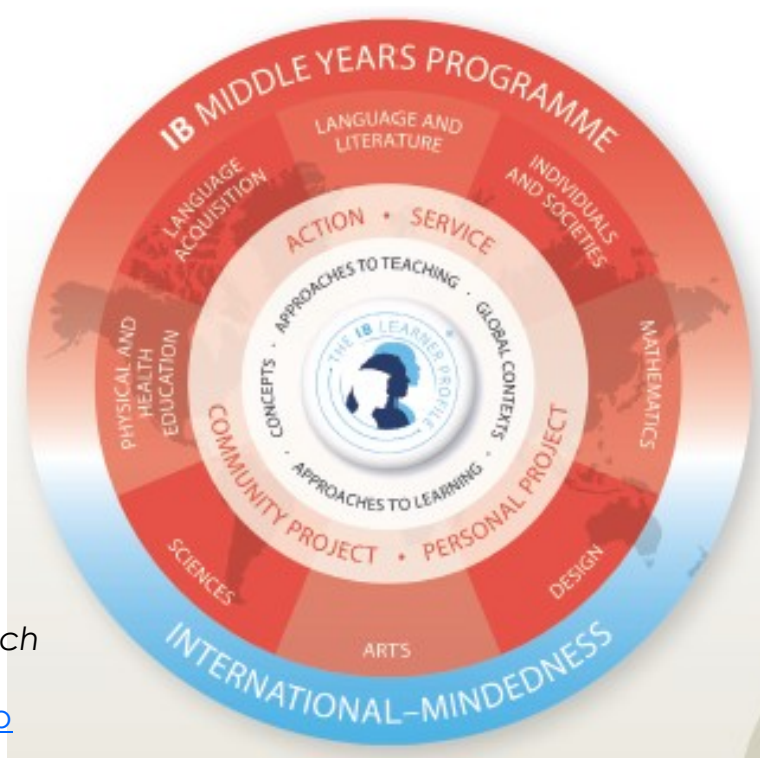 IB MIDDLE YEARS PROGRAMME
LANGUAGE AND
LITERATURE
INDIVIDUALS
AND SOCIETIES
MATHEMATICS
DESIGN
ARTS
SCIENCES
PHYSICAL AND
HEALTH
EDUCATION
LANGUAGE
ACQUISITION
ACTION • SERVICE
PERSONAL PROJECT
COMMUNITY PROJECT •
APPROACHES TO TEACHING ·
GLOBAL CONTEXTS ·
APPROACHES TO LEARNING ·
CONCEPTS ·
THE IB LEARNER PROFILE
INTERNATIONAL–MINDEDNESS
ch